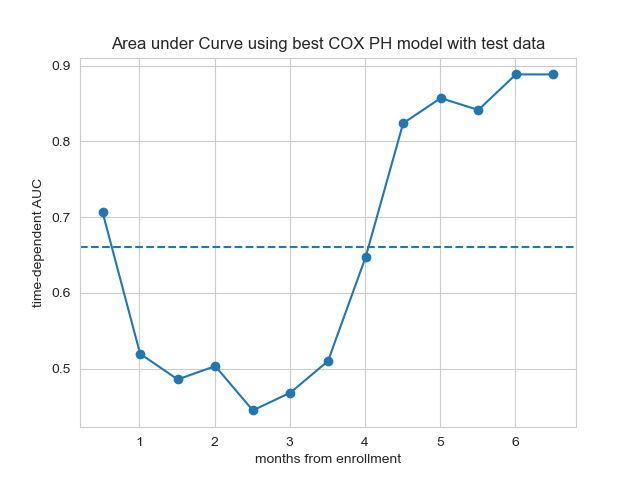 Area under Curve using best COX PH model with test data
time-dependent AUC
0.9
0.8
0.7
0.6
0.5
1 2 3 4 5 6
months from enrollment